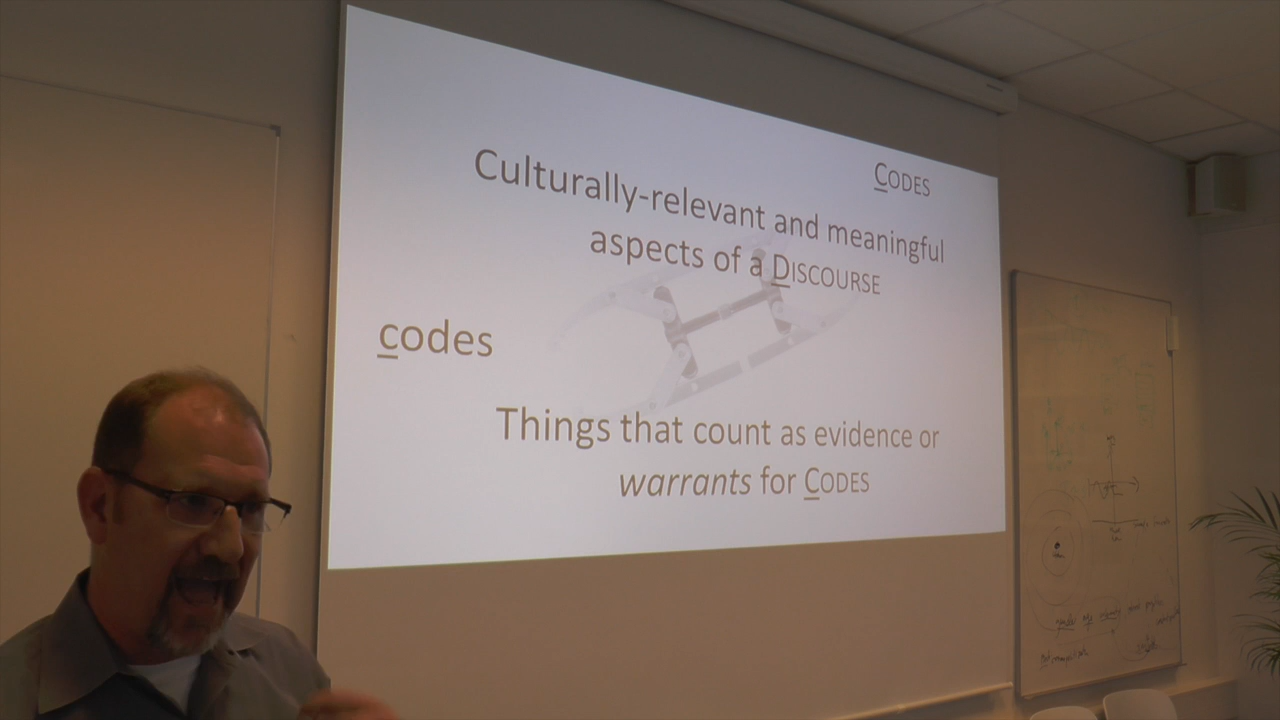 CODES
Culturally-relevant and meaningful
aspects of a DISCOURSE
codes
Things that count as evidence or
warrants for CODES